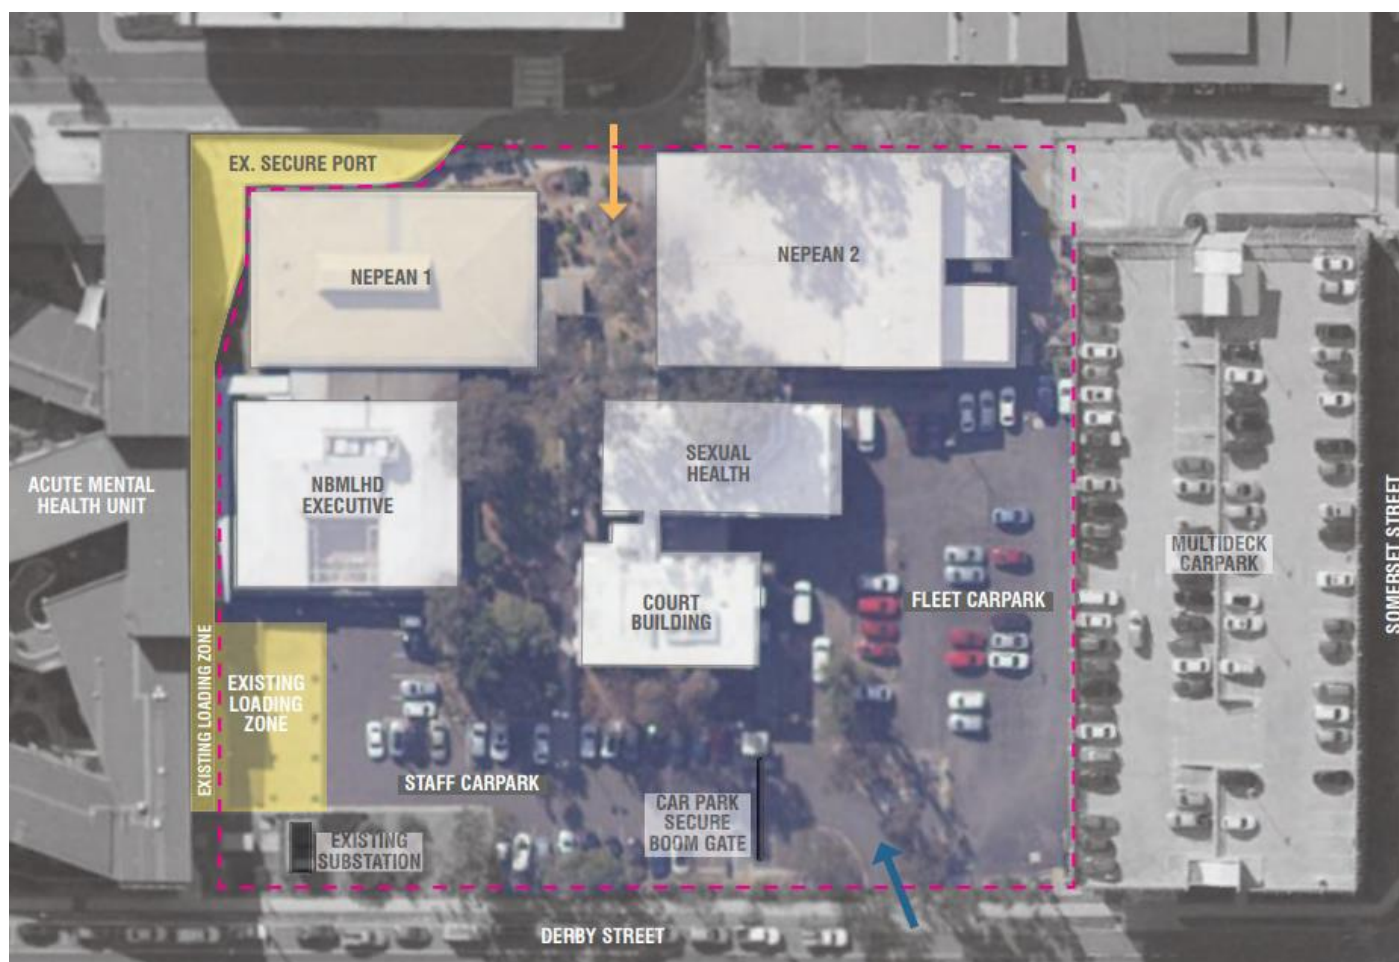 EX. SECURE PORT
NEPEAN 1
NEPEAN 2
ACUTE MENTAL
HEALTH UNIT
NBMLHD
EXECUTIVE
SEXUAL
HEALTH
COURT
BUILDING
FLEET CARPARK
MULTIDECK
CARPARK
SOMERSET STREET
EXISTING LOADING ZONE
EXISTING
LOADING
ZONE
STAFF CARPARK
CAR PARK
SECURE
BOOM GATE
EXISTING
SUBSTATION
DERBY STREET